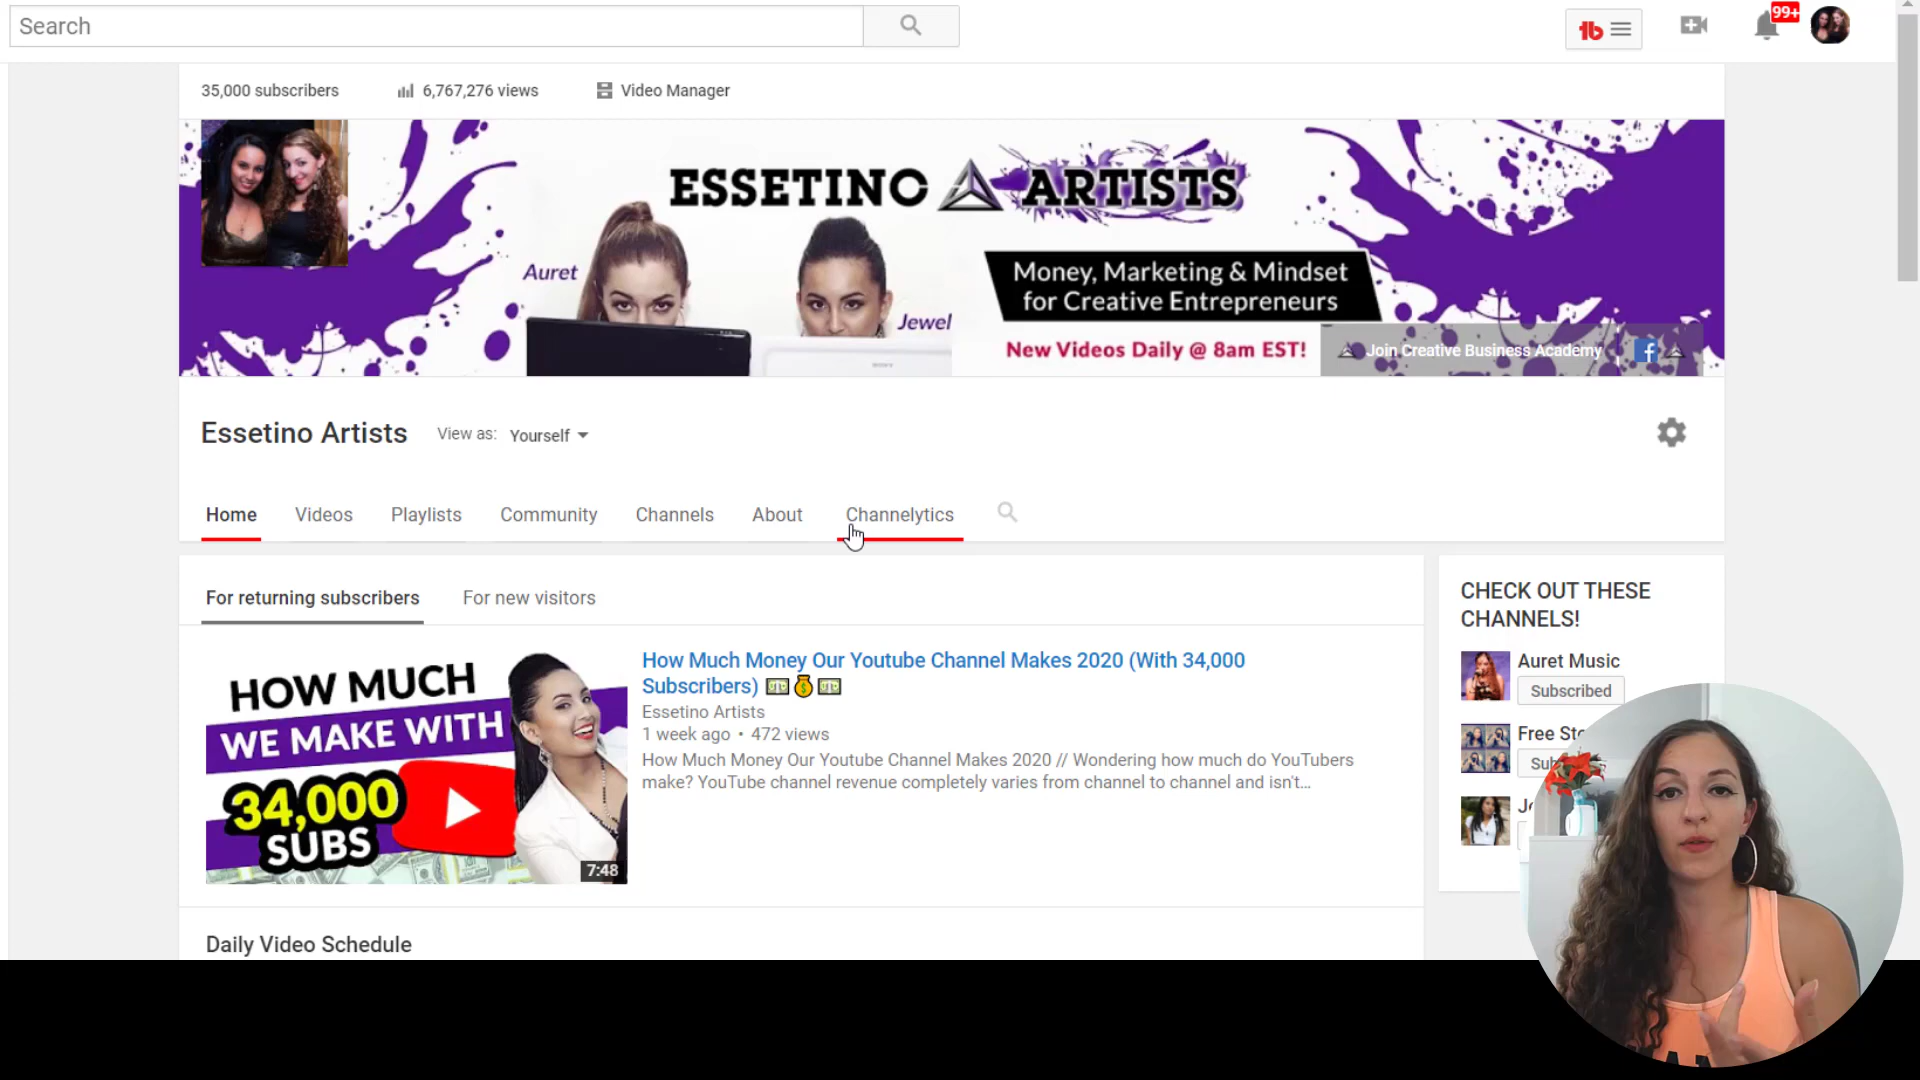 Search
99+
35,000 subscribers
6,767,276 views
Video Manager
ESSETINO ARTISTS
Auret
Jewel
Money, Marketing & Mindset
for Creative Entrepreneurs
New Videos Daily @ 8am EST!
Join Creative Business Academy
Essetino Artists
View as: Yourself
Home
Videos
Playlists
Community
Channels
About
Channelytics
For returning subscribers
For new visitors
HOW MUCH
WE MAKE WITH
34,000
SUBS
7:48
How Much Money Our Youtube Channel Makes 2020 (With 34,000
Subscribers)
Essetino Artists
1 week ago • 472 views
How Much Money Our Youtube Channel Makes 2020 // Wondering how much do YouTubers
make? YouTube channel revenue completely varies from channel to channel and isn't...
CHECK OUT THESE
CHANNELS!
Auret Music
Subscribed
Free
Daily Video Schedule